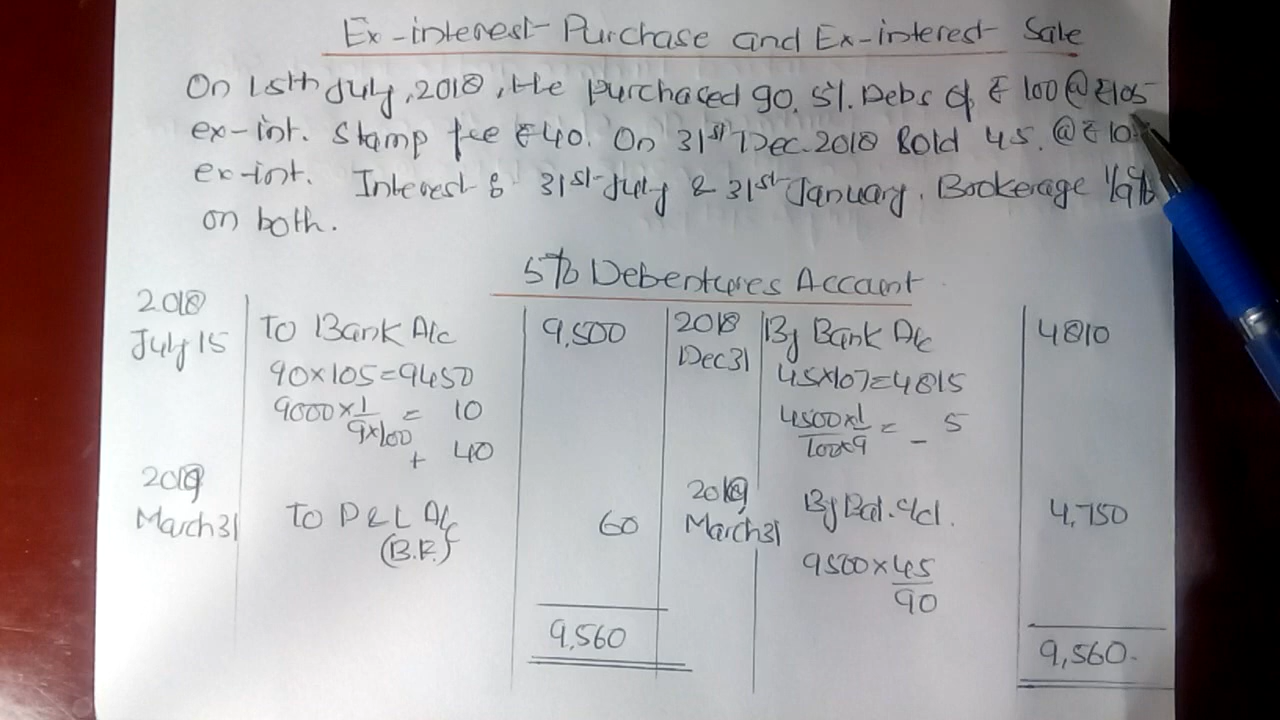 Ex-interest Purchase and Ex-interest Sale
On 15th July, 2018, He purchased 90, 5% Debs of ₹ 100 @ ₹105
ex-int. Stamp fee ₹40. On 31st Dec. 2018 Sold 45. @ ₹ 10
ex-int. Interest 31st July & 31st January. Brokerage 1/9%
on both.
5% Debentures Account
2018
July 15
To Bank A/c
9,500
90×105=9450
9000×1/9×100 = 10
+ 40
2018
Dec 31
By Bank A/c
4810
45×107=4815
4500×1/100×9 = - 5
2019
March 31
To P&L A/c
60
(B.F)
2019
March 31
By Bal. c/d.
4,750
9500×45/90
9,560
9,560.